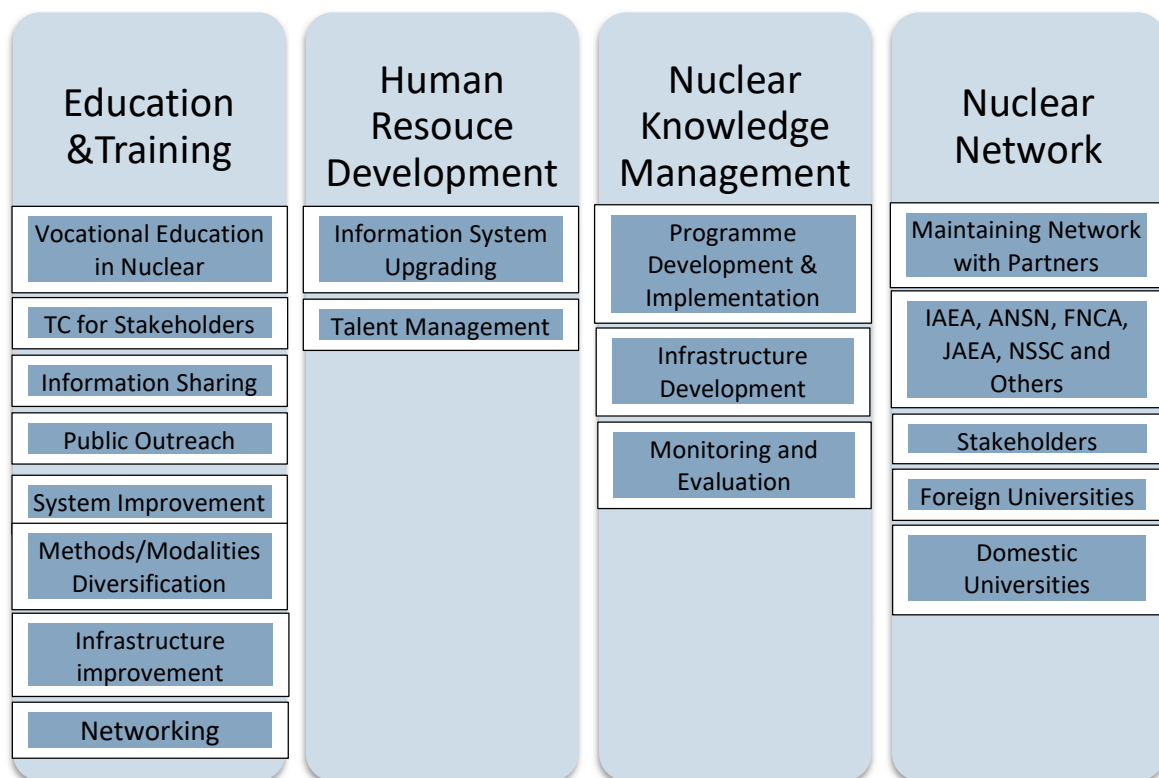 Education
&Training
Vocational Education
in Nuclear
TC for Stakeholders
Information Sharing
Public Outreach
System Improvement
Methods/Modalities
Diversification
Infrastructure
improvement
Networking
Human
Resouce
Development
Information System
Upgrading
Talent Management
Nuclear
Knowledge
Management
Programme
Development &
Implementation
Infrastructure
Development
Monitoring and
Evaluation
Nuclear
Network
Maintaining Network
with Partners
IAEA, ANSN, FNCA,
JAEA, NSSC and
Others
Stakeholders
Foreign Universities
Domestic
Universities